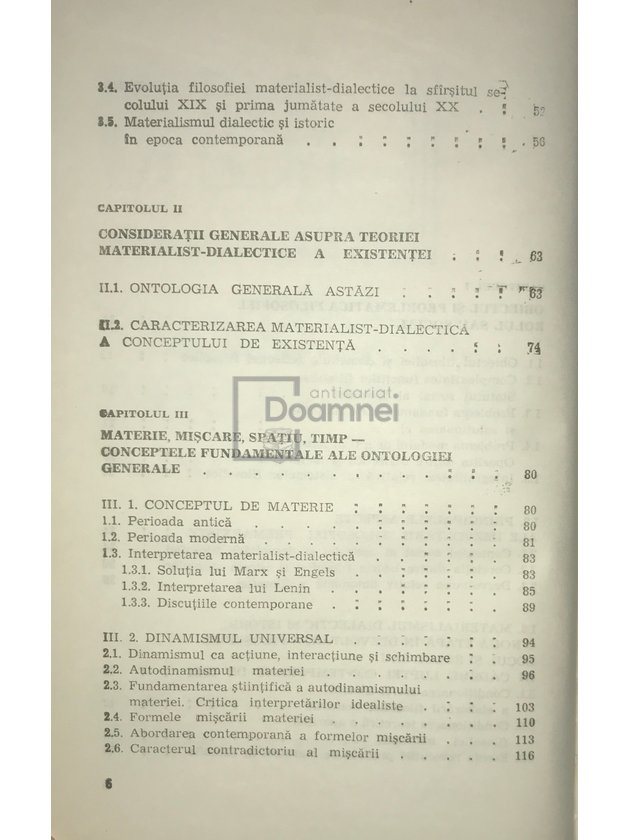 3.4. Evoluția filosofiei materialist-dialectice la sfîrșitul se-
colului XIX și prima jumătate a secolului XX . : 52
3.5. Materialismul dialectic și istoric
în epoca contemporană . . : : : : : : : 56
CAPITOLUL II
CONSIDERAȚII GENERALE ASUPRA TEORIEI
MATERIALIST-DIALECTICE A EXISTENȚEI . : : 63
II.1. ONTOLOGIA GENERALĂ ASTĂZI . : : : : 63
II.2. CARACTERIZAREA MATERIALIST-DIALECTICĂ
A CONCEPTULUI DE EXISTENȚĂ . . . . : : 74
anticariat
Doamnei
CAPITOLUL III
MATERIE, MIȘCARE, SPAȚIU, TIMP —
CONCEPTELE FUNDAMENTALE ALE ONTOLOGIEI
GENERALE . . . . . . . . . . : : : 80
III. 1. CONCEPTUL DE MATERIE : : : : : : 80
1.1. Perioada antică . . . . . : : : : : 80
1.2. Perioada modernă . . . . : : : : : 81
1.3. Interpretarea materialist-dialectică . . : : : : 83
1.3.1. Soluția lui Marx și Engels . . : : : : 83
1.3.2. Interpretarea lui Lenin . . : : : : : 85
1.3.3. Discuțiile contemporane . . : : : : : 89
III. 2. DINAMISMUL UNIVERSAL . . . : . : : 94
2.1. Dinamismul ca acțiune, interacțiune și schimbare : : 95
2.2. Autodinamismul materiei . . . . . . : : 96
2.3. Fundamentarea științifică a autodinamismului
materiei. Critica interpretărilor idealiste . . : : 103
2.4. Formele mișcării materiei . . . . . . . 110
2.5. Abordarea contemporană a formelor mișcării . . . 113
2.6. Caracterul contradictoriu al mișcării . . . . . 116
6